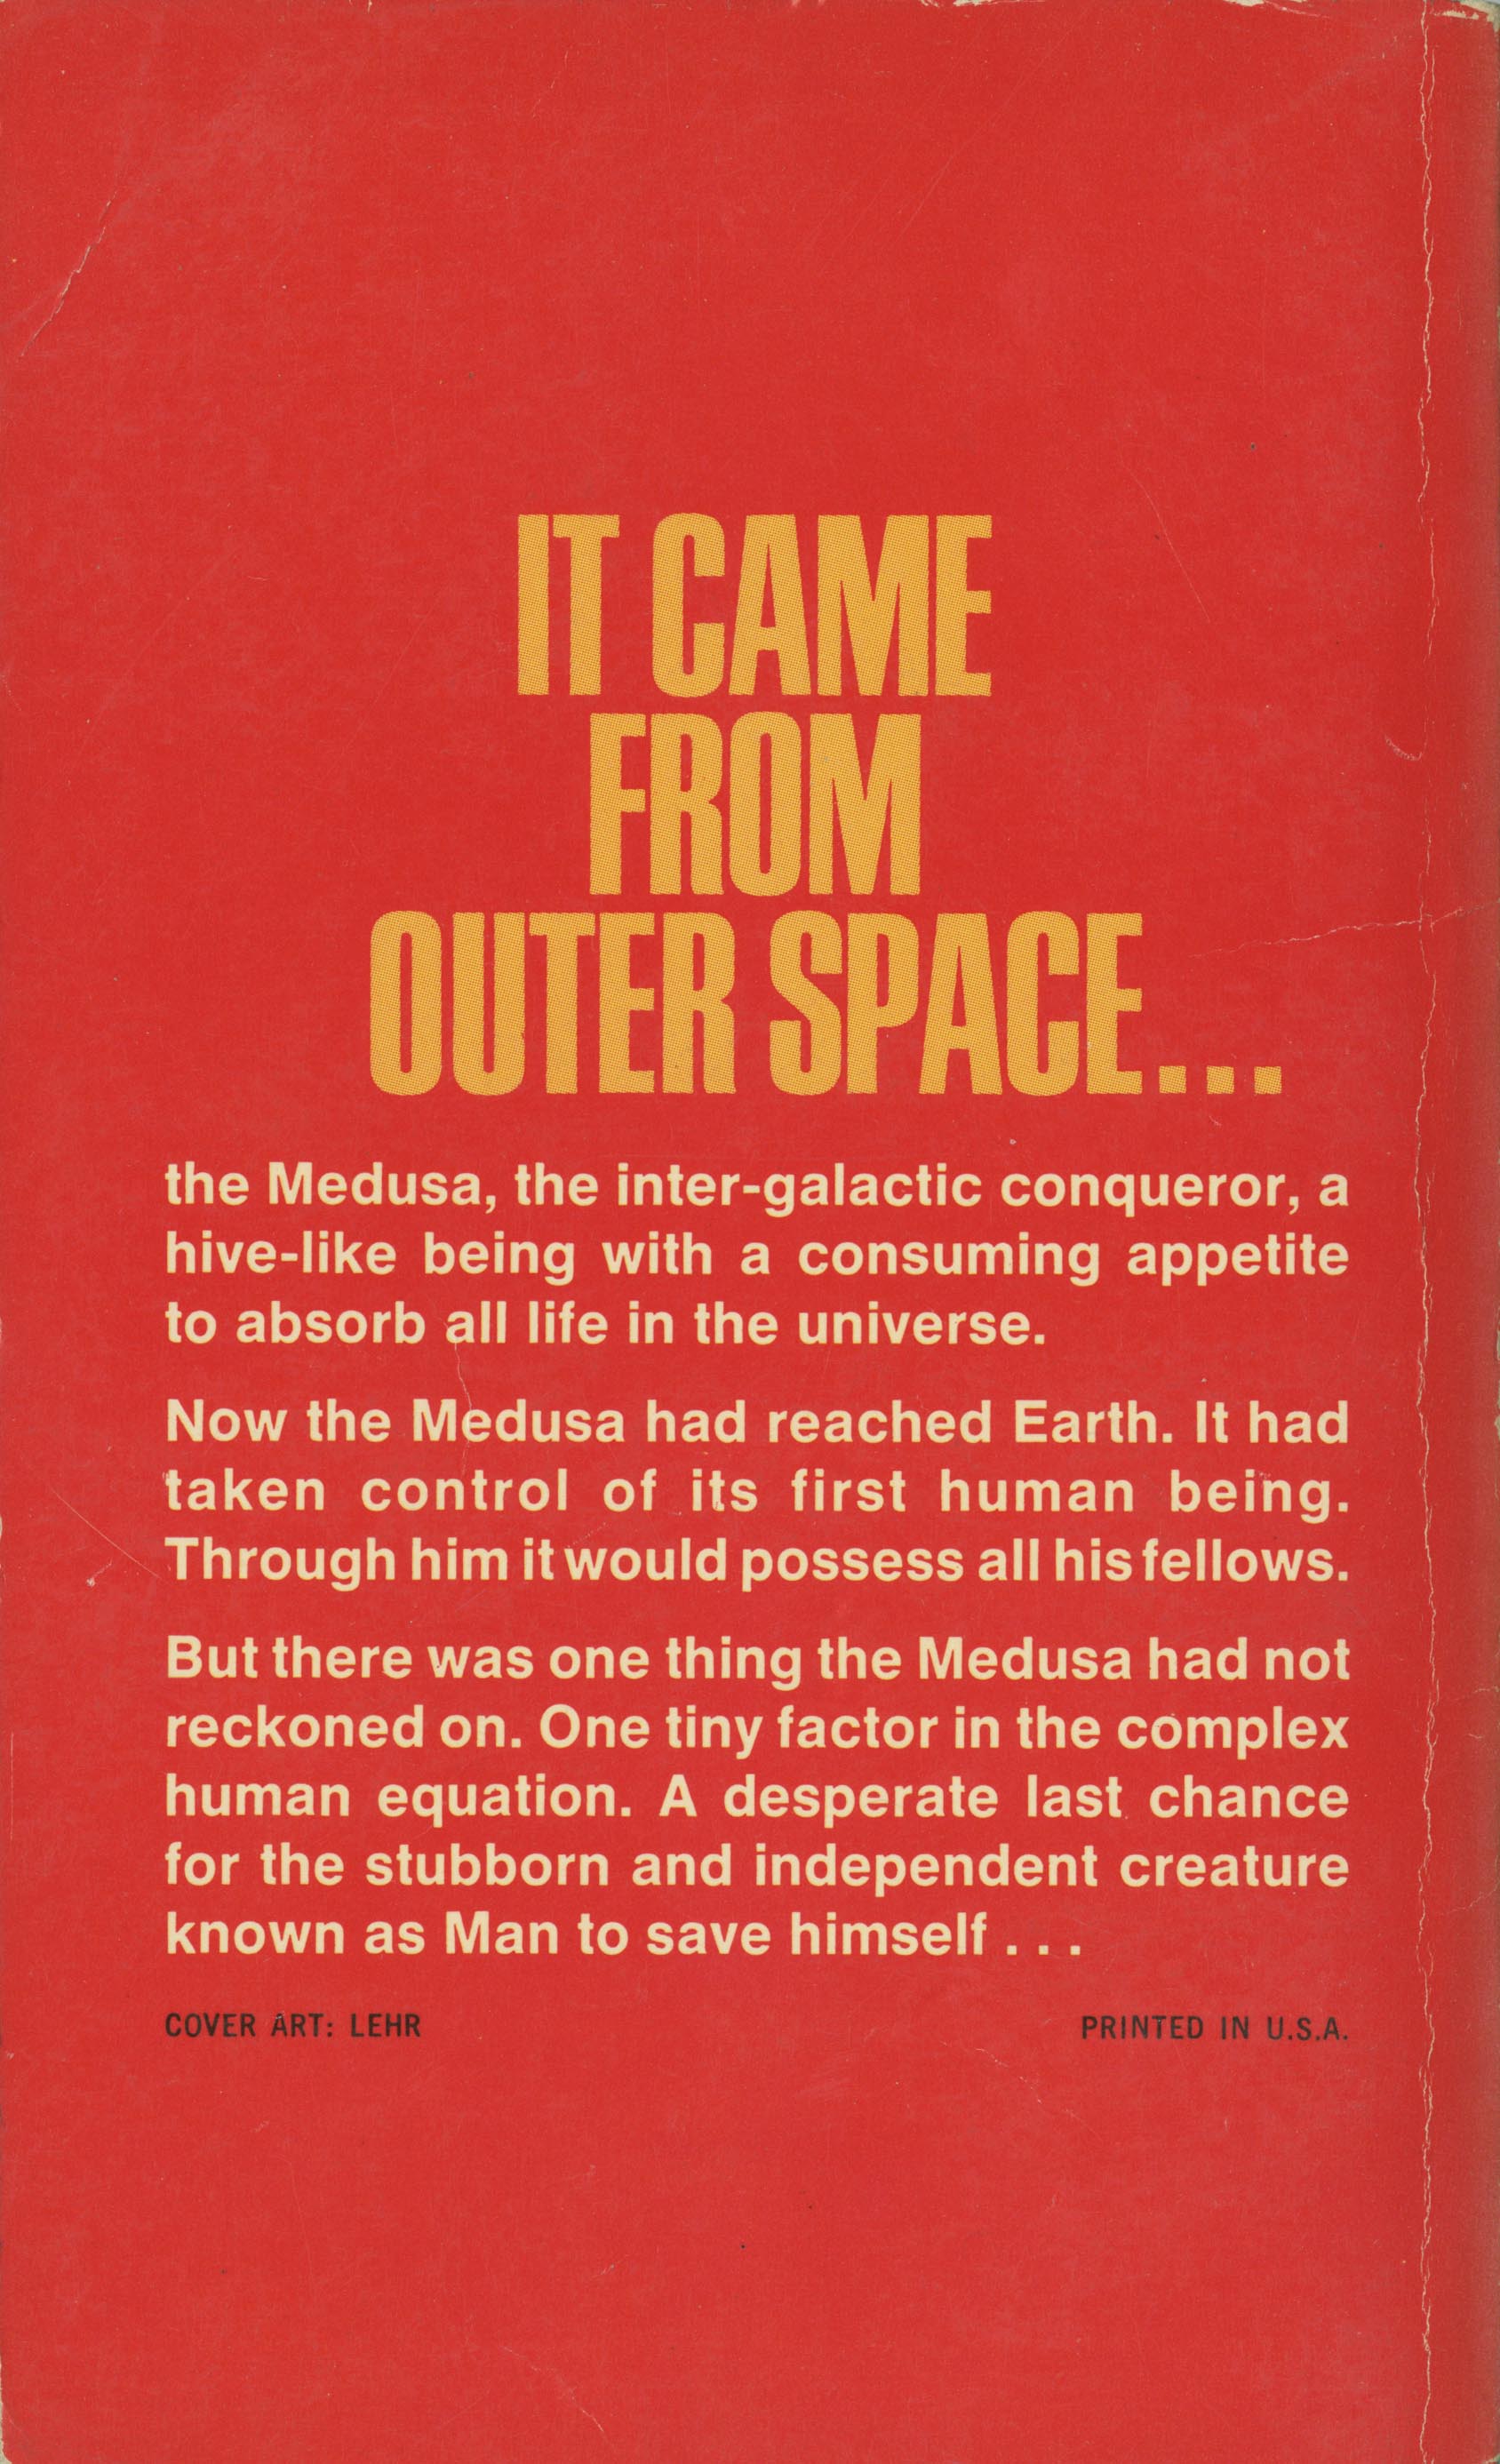 IT CAME
FROM
OUTER SPACE...
the Medusa, the inter-galactic conqueror, a
hive-like being with a consuming appetite
to absorb all life in the universe.
Now the Medusa had reached Earth. It had
taken control of its first human being.
Through him it would possess all his fellows.
But there was one thing the Medusa had not
reckoned on. One tiny factor in the complex
human equation. A desperate last chance
for the stubborn and independent creature
known as Man to save himself . . .
COVER ART: LEHR PRINTED IN U.S.A.